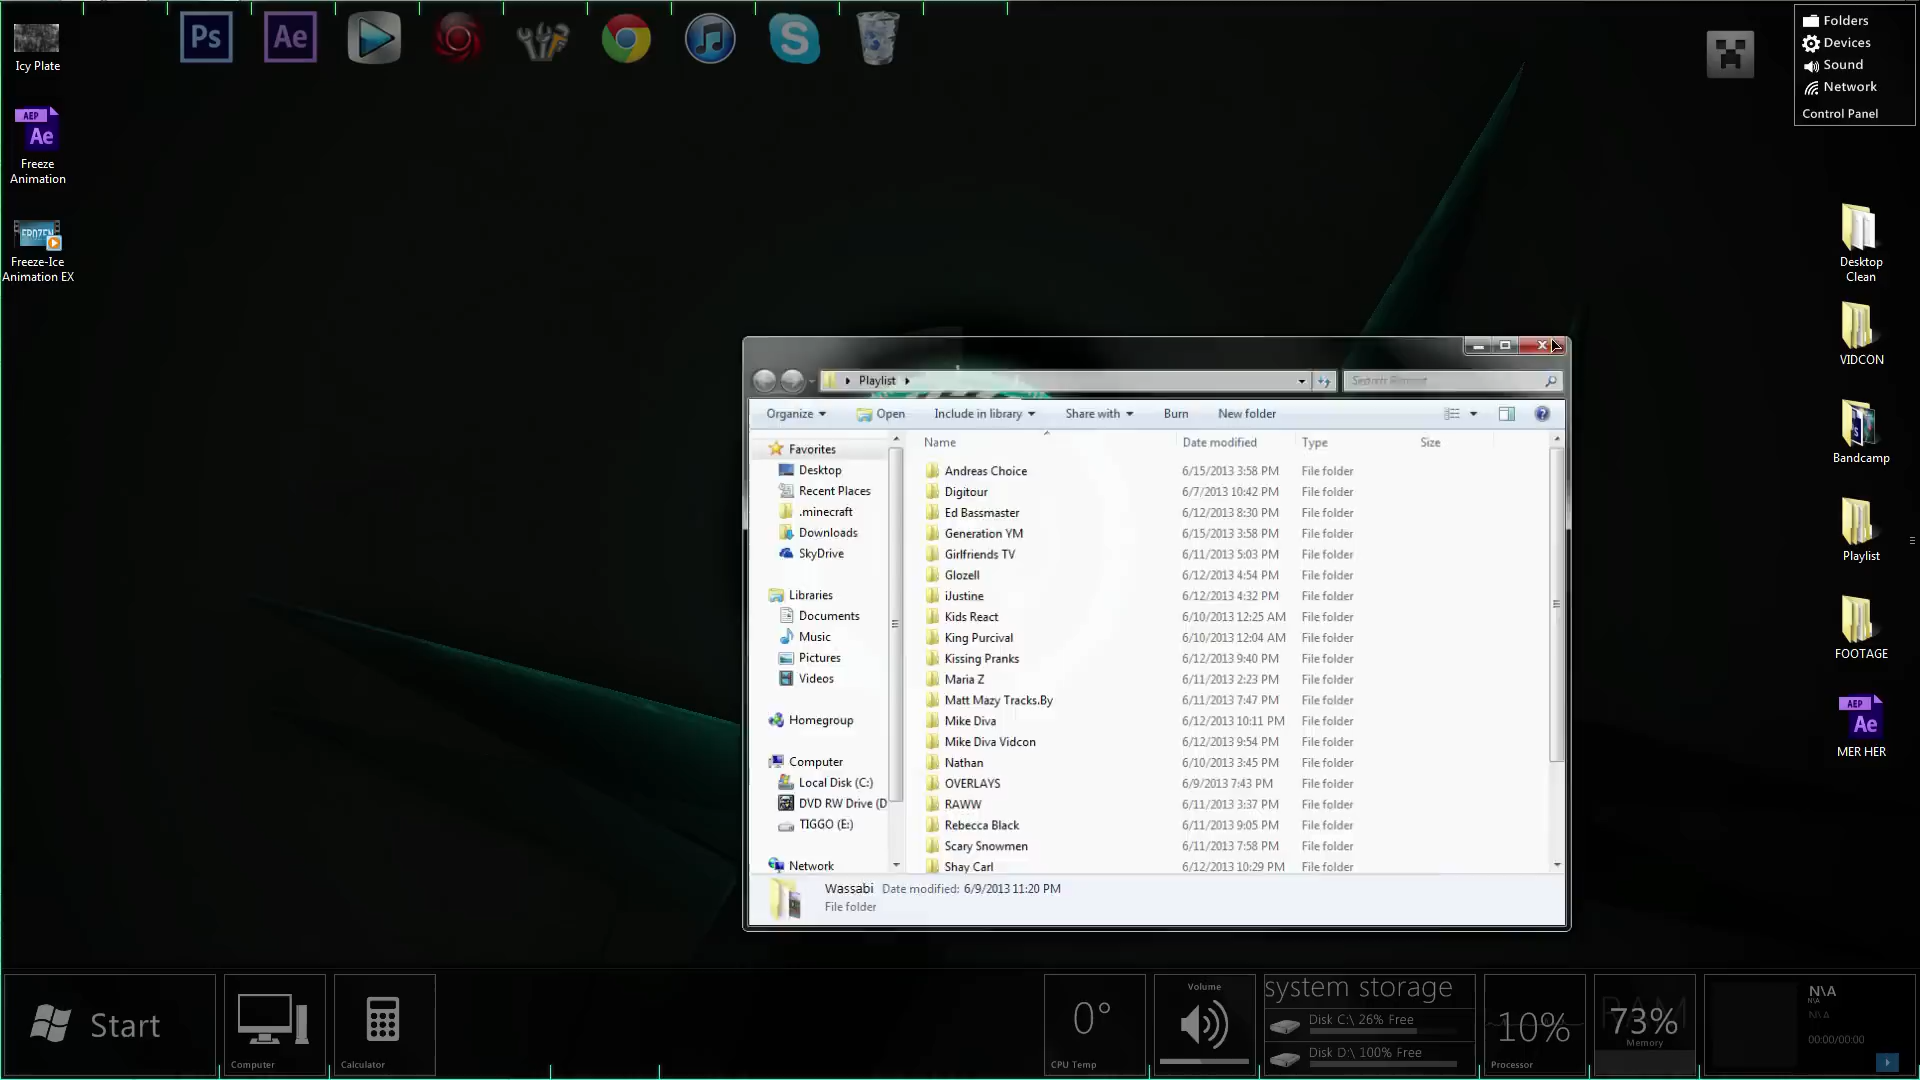 Icy Plate
Ps
Ae
S
Folders
Devices
Sound
Network
Control Panel
AEP
Ae
Freeze
Animation
FROZEN
Freeze-Ice
Animation EX
Desktop
Clean
VIDCON
Bandcamp
Playlist
FOOTAGE
AEP
Ae
MER HER
Playlist
Organize
Open
Include in library
Share with
Burn
New folder
Name Date modified Type Size
Favorites
Desktop
Recent Places
.minecraft
Downloads
SkyDrive
Libraries
Documents
Music
Pictures
Videos
Homegroup
Computer
Local Disk (C:)
DVD RW Drive (D
TIGGO (E:)
Network
Andreas Choice 6/15/2013 3:58 PM File folder
Digitour 6/7/2013 10:42 PM File folder
Ed Bassmaster 6/12/2013 8:30 PM File folder
Generation YM 6/15/2013 3:58 PM File folder
Girlfriends TV 6/11/2013 5:03 PM File folder
Glozell 6/12/2013 4:54 PM File folder
iJustine 6/12/2013 4:32 PM File folder
Kids React 6/10/2013 12:25 AM File folder
King Purcival 6/10/2013 12:04 AM File folder
Kissing Pranks 6/12/2013 9:40 PM File folder
Maria Z 6/11/2013 2:23 PM File folder
Matt Mazy Tracks.By 6/11/2013 7:47 PM File folder
Mike Diva 6/12/2013 10:11 PM File folder
Mike Diva Vidcon 6/12/2013 9:54 PM File folder
Nathan 6/10/2013 3:45 PM File folder
OVERLAYS 6/9/2013 7:43 PM File folder
RAWW 6/11/2013 3:37 PM File folder
Rebecca Black 6/11/2013 9:05 PM File folder
Scary Snowmen 6/11/2013 7:58 PM File folder
Shay Carl 6/12/2013 10:29 PM File folder
Wassabi Date modified: 6/9/2013 11:20 PM
File folder
Start
Computer
Calculator
0°
CPU Temp
Volume
system storage
Disk C:\ 26% Free
Disk D:\ 100% Free
10%
Processor
RAM
73%
Memory
N\A
N\A
N\A
00:00/00:00